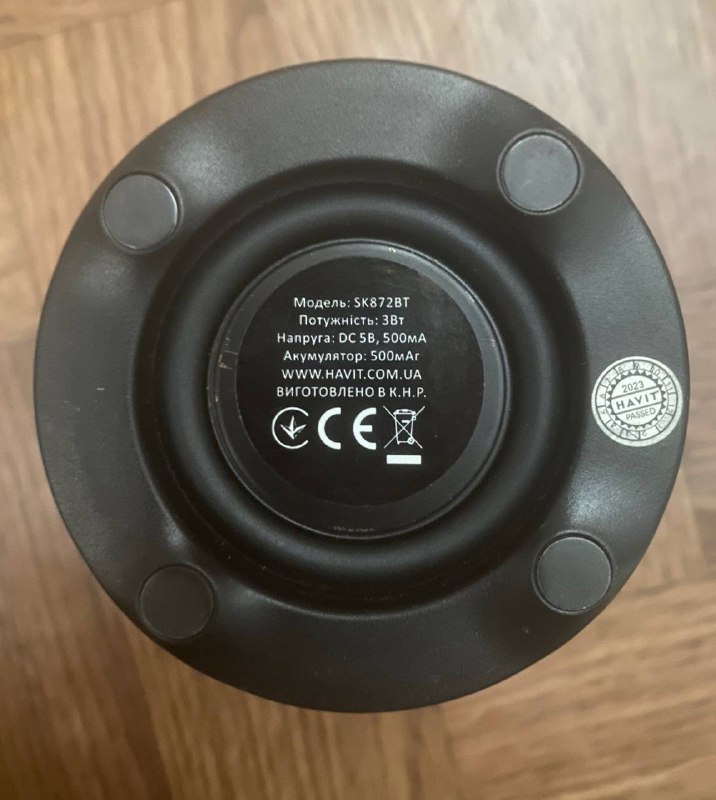 Модель: SK872BT
Потужність: 3Вт
Напруга: DC 5В, 500мА
Акумулятор: 500мАг
WWW.HAVIT.COM.UA
ВИГОТОВЛЕНО В К.Н.Р.
CE
2023
HAVIT
PASSED